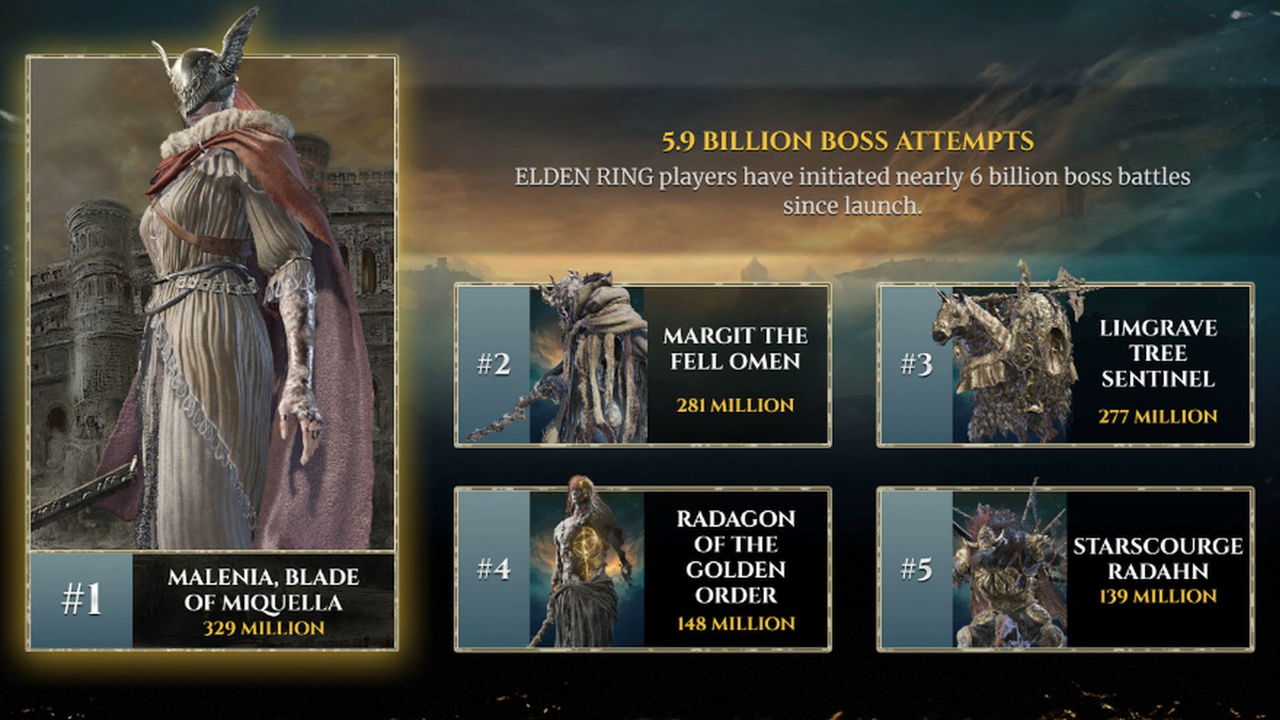 5.9 BILLION BOSS ATTEMPTS
ELDEN RING players have initiated nearly 6 billion boss battles
since launch.
#1
MALENIA, BLADE
OF MIQUELLA
329 MILLION
#2
MARGIT THE
FELL OMEN
281 MILLION
#3
LIMGRAVE
TREE
SENTINEL
277 MILLION
#4
RADAGON
OF THE
GOLDEN
ORDER
148 MILLION
#5
STARSCOURGE
RADAHN
139 MILLION